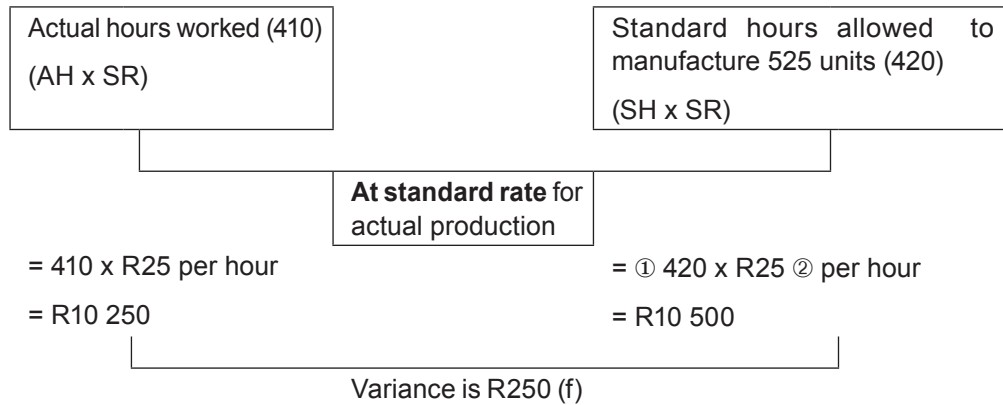 Actual hours worked (410)
(AH x SR)
Standard hours allowed to
manufacture 525 units (420)
(SH x SR)
At standard rate for
actual production
= 410 x R25 per hour
= R10 250
= ① 420 x R25 ② per hour
= R10 500
Variance is R250 (f)